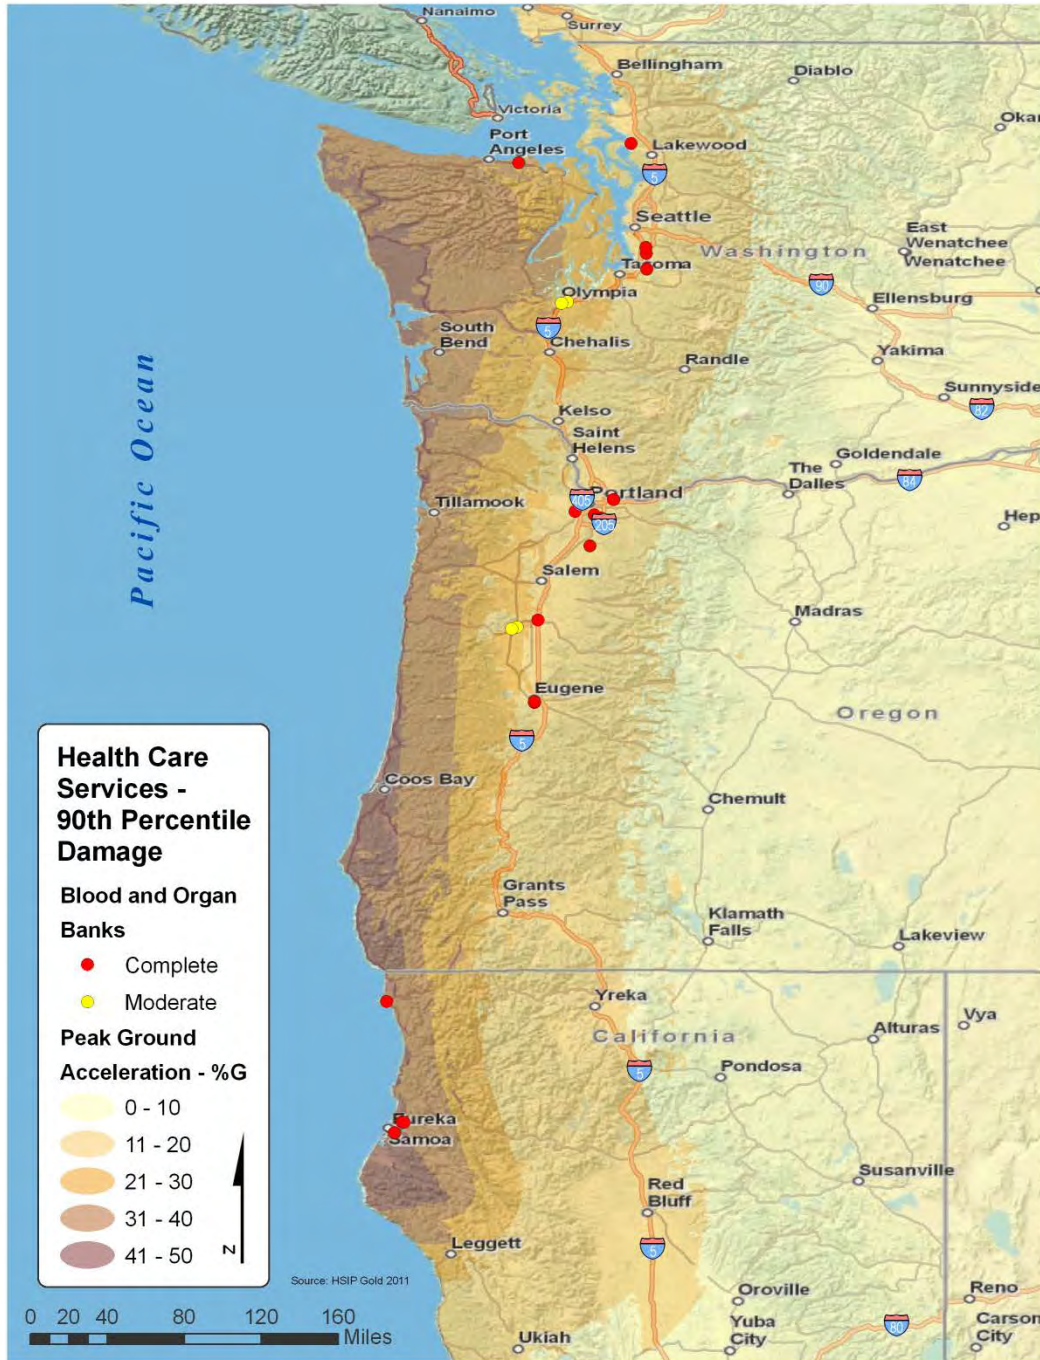 Nanaimo
Surrey
Bellingham
Diablo
Victoria
Okan
Port
Angeles
Lakewood
5
Seattle
East
Wenatchee
Washington
Wenatchee
Tacoma
90
Olympia
Ellensburg
5
South
Bend
Chehalis
Randle
Yakima
Sunnyside
82
Kelso
Saint
Helens
Goldendale
The
Dalles
84
Portland
405
205
Tillamook
Hep
Pacific Ocean
Salem
Madras
Eugene
Oregon
5
Coos Bay
Chemult
Grants
Pass
Klamath
Falls
Lakeview
Yreka
Vya
California
Alturas
5
Pondosa
Eureka
Samoa
Susanville
Red
Bluff
5
Leggett
Oroville
Reno
Yuba
City
80
Carson
City
Ukiah
Health Care
Services -
90th Percentile
Damage
Blood and Organ
Banks
Complete
Moderate
Peak Ground
Acceleration - %G
0 - 10
11 - 20
21 - 30
31 - 40
41 - 50
N
Source: HSIP Gold 2011
0 20 40 80 120 160
Miles